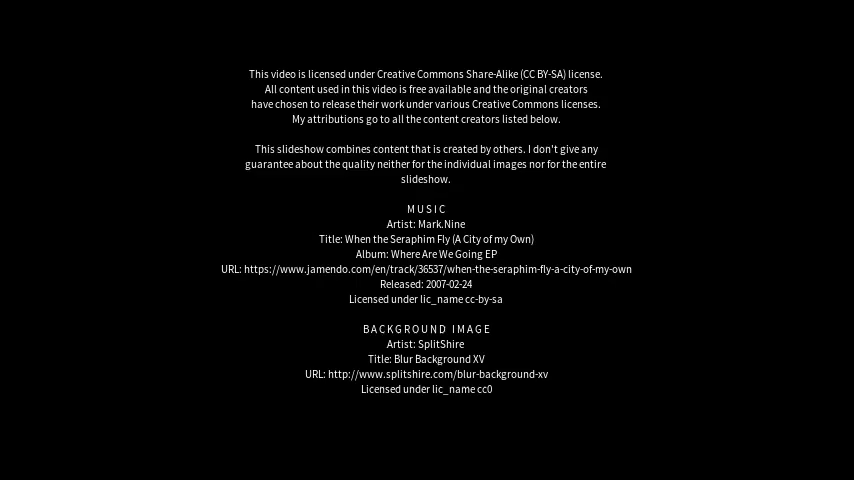 This video is licensed under Creative Commons Share-Alike (CC BY-SA) license.
All content used in this video is free available and the original creators
have chosen to release their work under various Creative Commons licenses.
My attributions go to all the content creators listed below.
This slideshow combines content that is created by others. I don't give any
guarantee about the quality neither for the individual images nor for the entire
slideshow.
MUSIC
Artist: Mark.Nine
Title: When the Seraphim Fly (A City of my Own)
Album: Where Are We Going EP
URL: https://www.jamendo.com/en/track/36537/when-the-seraphim-fly-a-city-of-my-own
Released: 2007-02-24
Licensed under lic_name cc-by-sa
BACKGROUND IMAGE
Artist: SplitShire
Title: Blur Background XV
URL: http://www.splitshire.com/blur-background-xv
Licensed under lic_name cc0